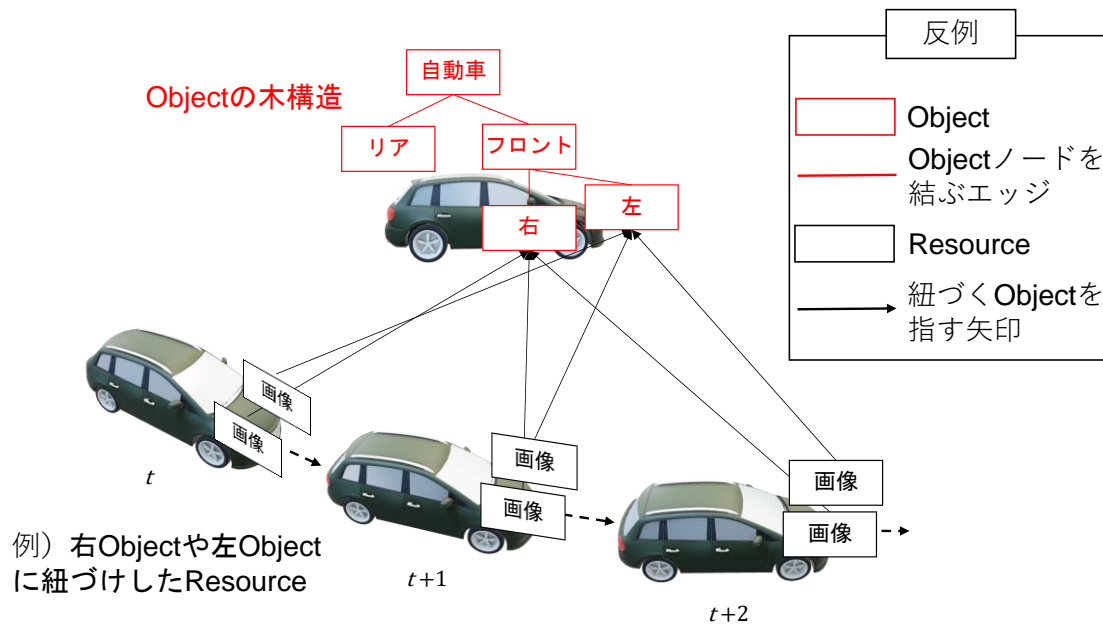 反例
自動車
Objectの木構造
リア
フロント
右
左
Object
Objectノードを
結ぶエッジ
Resource
紐づくObjectを
指す矢印
画像
画像
t
画像
画像
t+1
画像
画像
t+2
例）右Objectや左Object
に紐づけしたResource